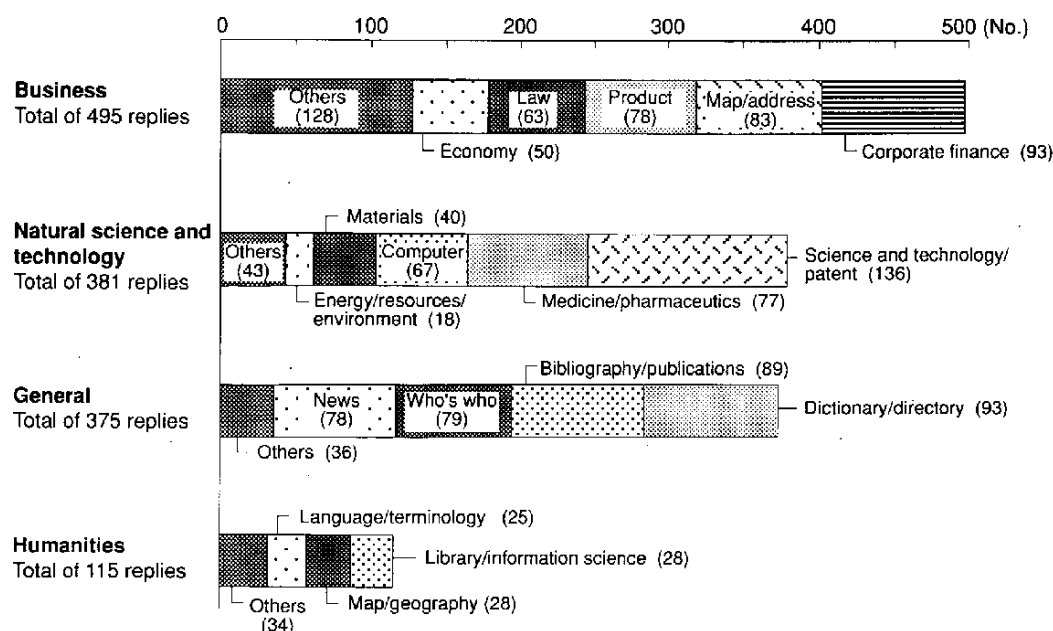 0 100 200 300 400 500 (No.)
Business
Total of 495 replies
Others
(128)
Law
(63)
Product
(78)
Map/address
(83)
Economy (50)
Corporate finance (93)
Natural science and
technology
Total of 381 replies
Materials (40)
Others
(43)
Computer
(67)
Science and technology/
patent (136)
Energy/resources/
environment (18)
Medicine/pharmaceutics (77)
General
Total of 375 replies
Bibliography/publications (89)
News
(78)
Who's who
(79)
Dictionary/directory (93)
Others (36)
Humanities
Total of 115 replies
Language/terminology (25)
Library/information science (28)
Others
(34)
Map/geography (28)